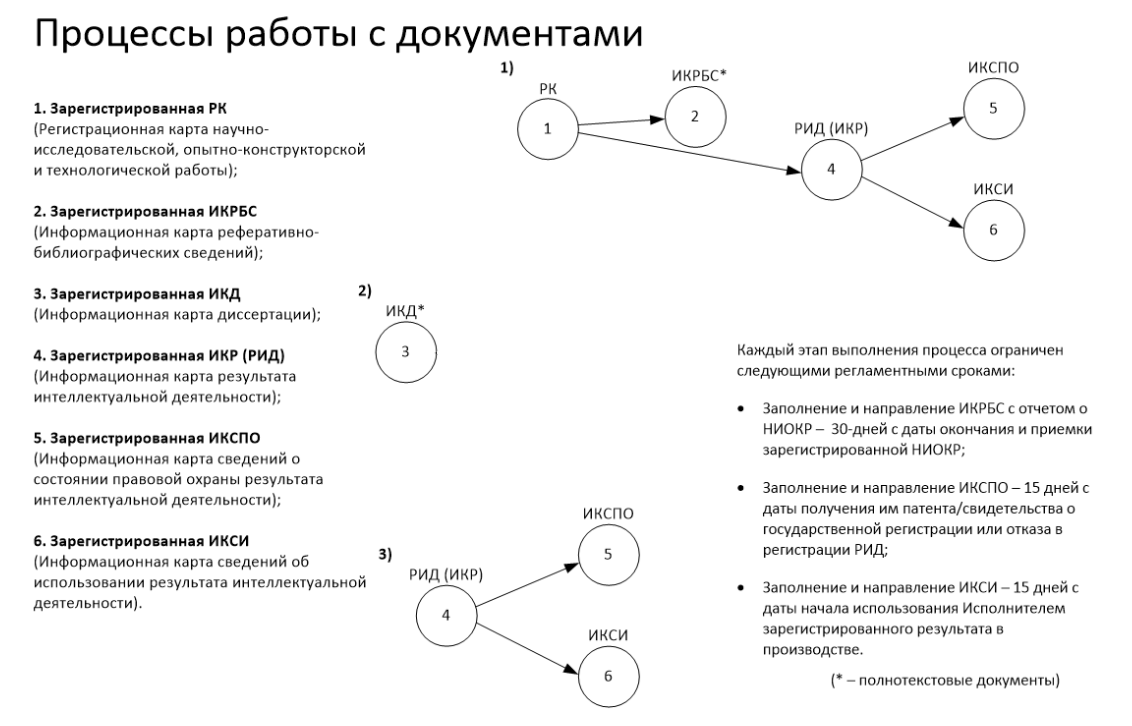 Процессы работы с документами
1. Зарегистрированная РК
(Регистрационная карта научно-
исследовательской, опытно-конструкторской
и технологической работы);
2. Зарегистрированная ИКРБС
(Информационная карта реферативно-
библиографических сведений);
3. Зарегистрированная ИКД
(Информационная карта диссертации);
4. Зарегистрированная ИКР (РИД)
(Информационная карта результата
интеллектуальной деятельности);
5. Зарегистрированная ИКСПО
(Информационная карта сведений о
состоянии правовой охраны результата
интеллектуальной деятельности);
6. Зарегистрированная ИКСИ
(Информационная карта сведений об
использовании результата интеллектуальной
деятельности).
1)
РК
1
ИКРБС*
2
РИД (ИКР)
4
ИКСПО
5
ИКСИ
6
2)
ИКД*
3
3)
РИД (ИКР)
4
ИКСПО
5
ИКСИ
6
Каждый этап выполнения процесса ограничен
следующими регламентными сроками:
• Заполнение и направление ИКРБС с отчетом о
НИОКР – 30-дней с даты окончания и приемки
зарегистрированной НИОКР;
• Заполнение и направление ИКСПО – 15 дней с
даты получения им патента/свидетельства о
государственной регистрации или отказа в
регистрации РИД;
• Заполнение и направление ИКСИ – 15 дней с
даты начала использования Исполнителем
зарегистрированного результата в
производстве.
(* – полнотекстовые документы)